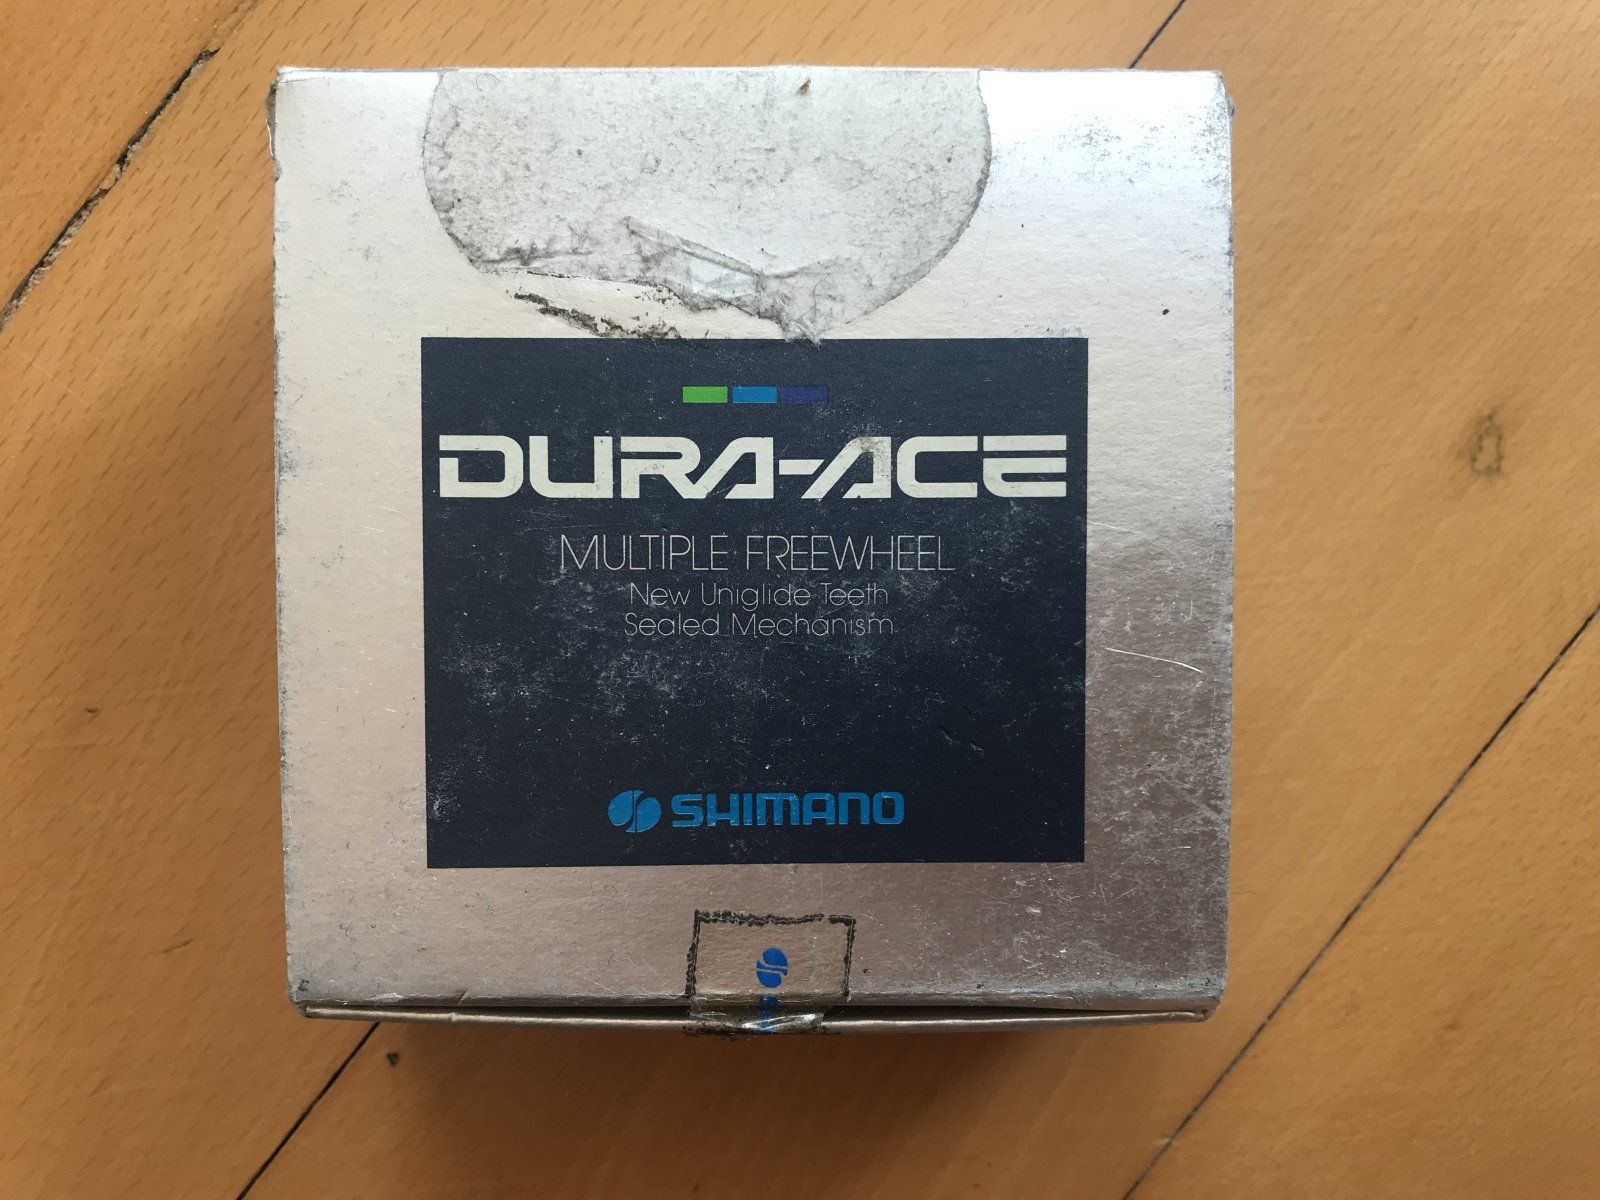 DURA-ACE
MULTIPLE FREEWHEEL
New Uniglide Teeth
Sealed Mechanism
SHIMANO